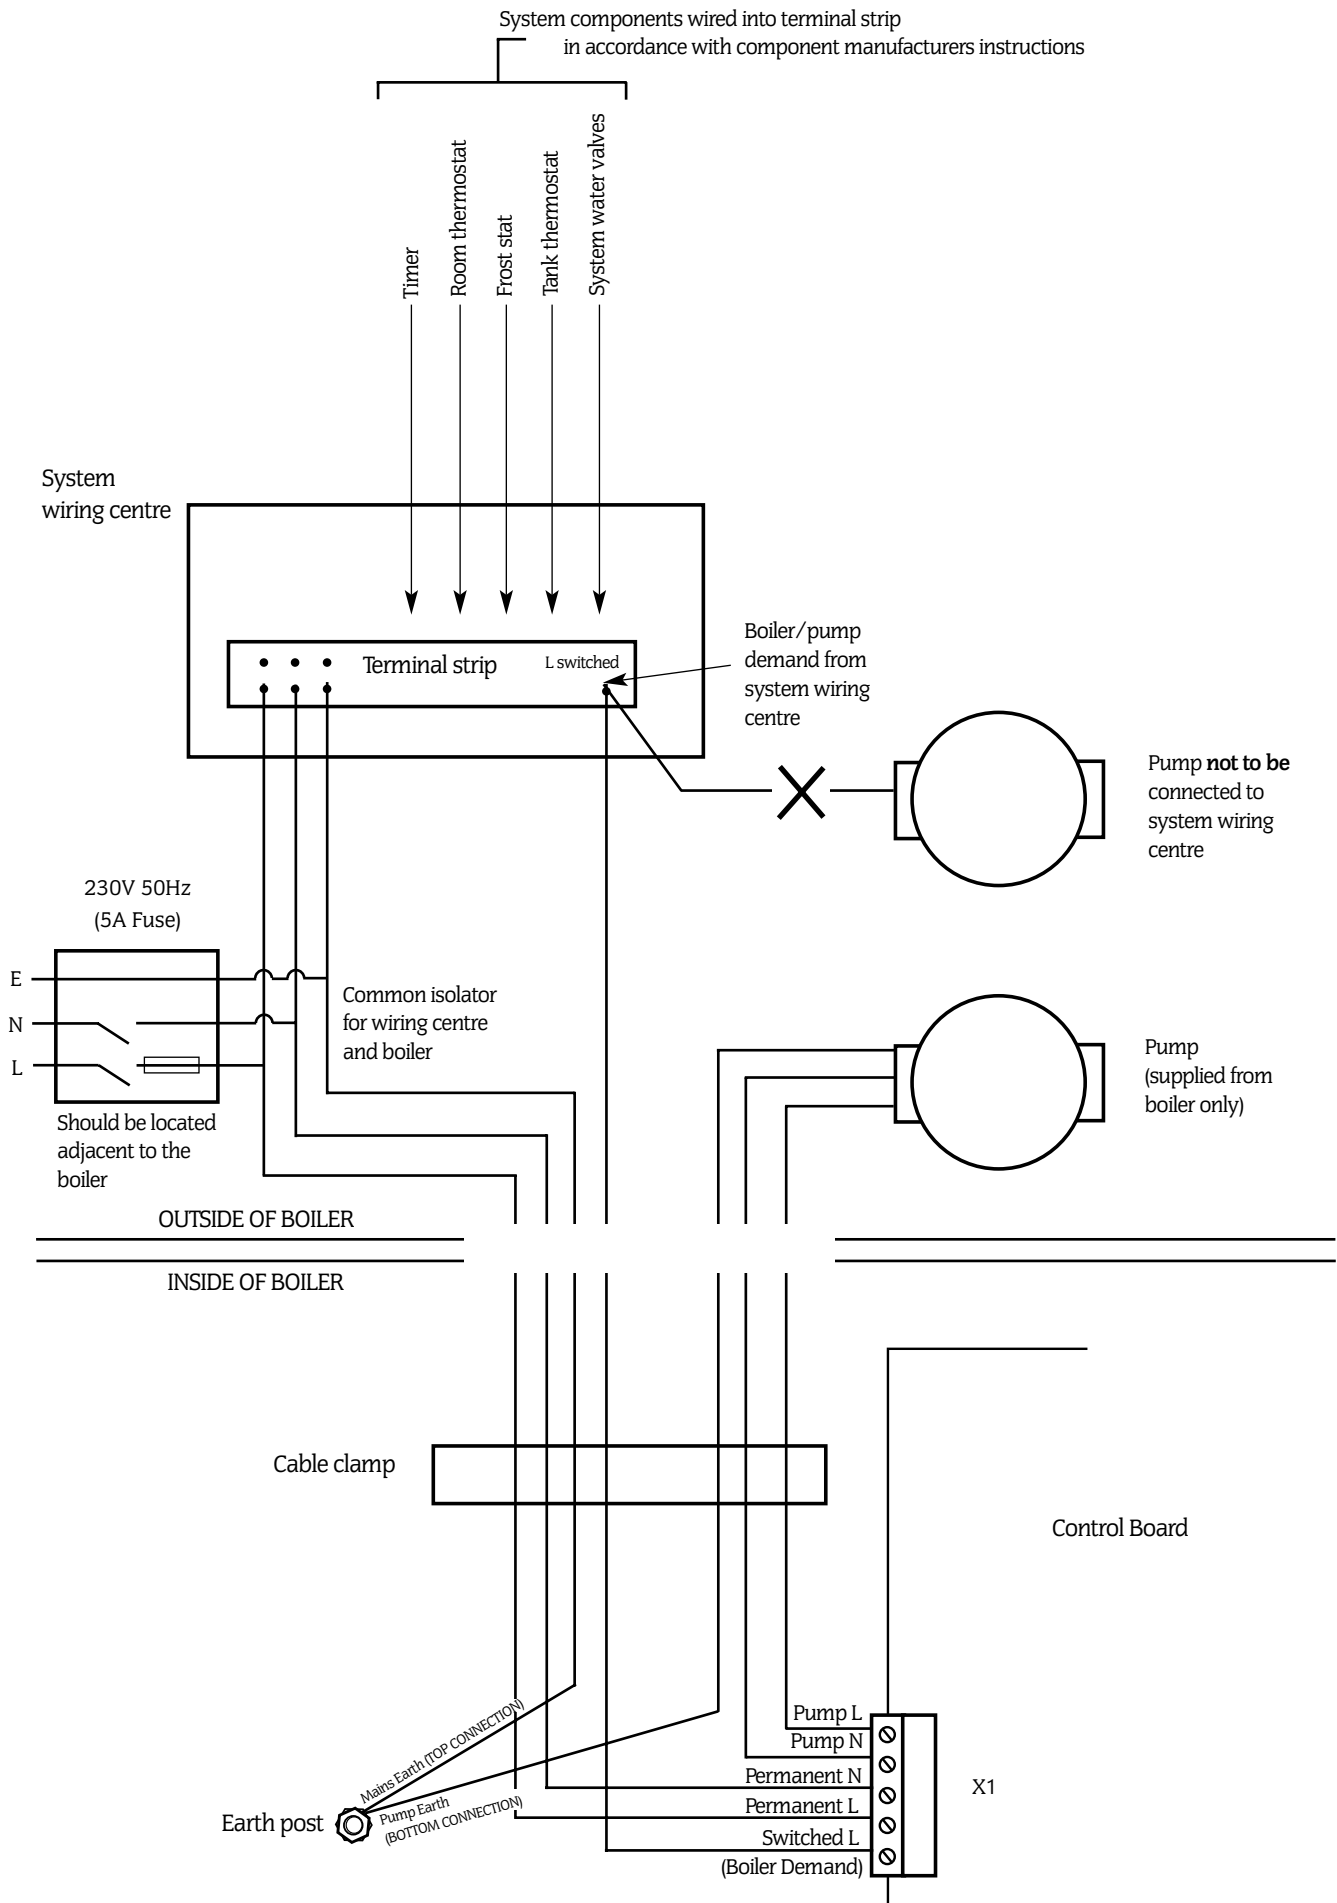 System components wired into terminal strip
in accordance with component manufacturers instructions
Timer
Room thermostat
Frost stat
Tank thermostat
System water valves
System
wiring centre
Terminal strip
L switched
Boiler/pump
demand from
system wiring
centre
Pump not to be
connected to
system wiring
centre
230V 50Hz
(5A Fuse)
E
N
L
Common isolator
for wiring centre
and boiler
Should be located
adjacent to the
boiler
Pump
(supplied from
boiler only)
OUTSIDE OF BOILER
INSIDE OF BOILER
Cable clamp
Control Board
Mains Earth (TOP CONNECTION)
Earth post
Pump Earth
(BOTTOM CONNECTION)
Pump L
Pump N
Permanent N
Permanent L
Switched L
(Boiler Demand)
X1